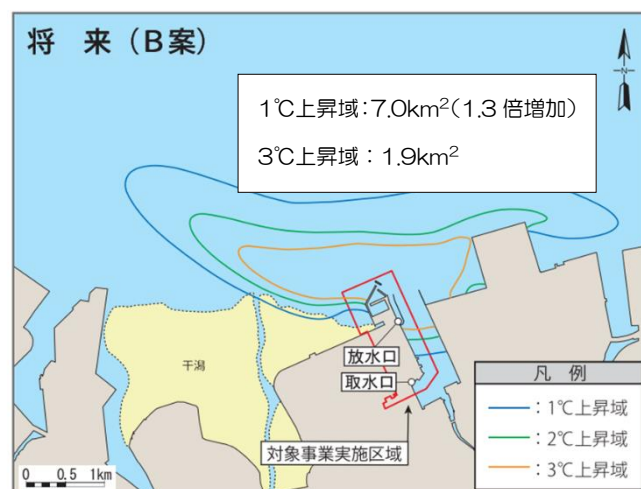 将 来（B案）
N
1℃上昇域：7.0km²（1.3 倍増加）
3℃上昇域：1.9km²
干潟
放水口
取水口
対象事業実施区域
凡 例
：1℃上昇域
：2℃上昇域
：3℃上昇域
0 0.5 1km